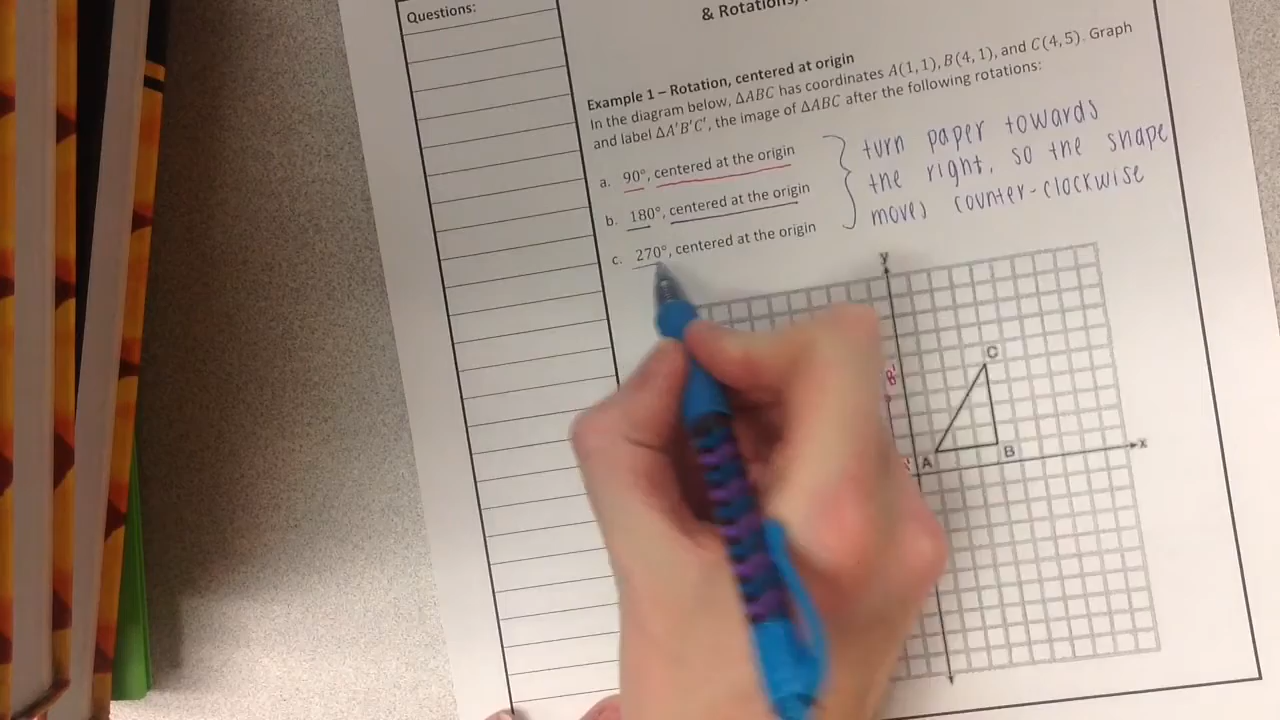 Questions:
& Rotations,
Example 1 – Rotation, centered at origin
In the diagram below, ΔABC has coordinates A(1, 1), B(4, 1), and C(4, 5). Graph
and label ΔA'B'C', the image of ΔABC after the following rotations:
a. 90°, centered at the origin
b. 180°, centered at the origin
c. 270°, centered at the origin
turn paper towards
the right, so the shape
moves counter-clockwise
y
C
B'
A
B
x